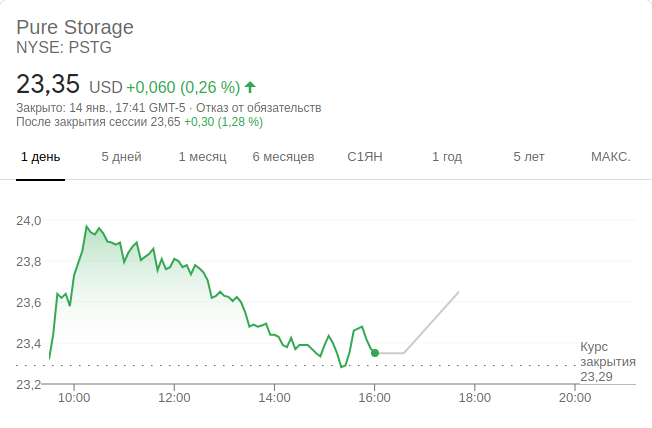 Pure Storage
NYSE: PSTG
23,35 USD +0,060 (0,26 %)
Закрыто: 14 янв., 17:41 GMT-5 · Отказ от обязательств
После закрытия сессии 23,65 +0,30 (1,28 %)
1 день 5 дней 1 месяц 6 месяцев С1ЯН 1 год 5 лет МАКС.
24,0
23,8
23,6
23,4
Курс
закрытия
23,29
23,2
10:00 12:00 14:00 16:00 18:00 20:00